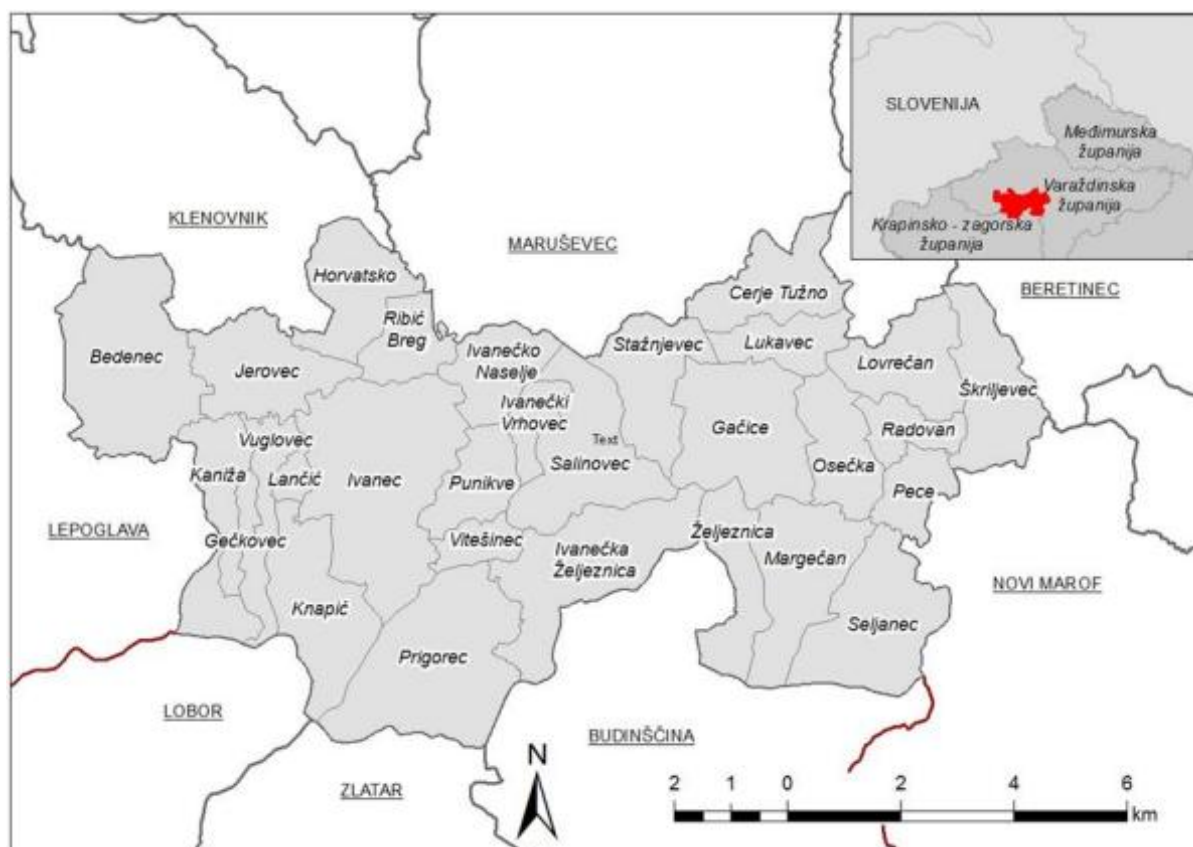 SLOVENIJA
Međimurska
županija
Varaždinska
županija
Krapinsko - zagorska
županija
KLENOVNIK
MARUŠEVEC
BERETINEC
Horvatsko
Cerje Tužno
Ribić
Breg
Bedenec
Jerovec
Ivanečko
Naselje
Stažnjevec
Lukavec
Lovrečan
Škriljevec
Ivanečki
Vrhovec
Gačice
Radovan
Vuglovec
Text
Kaniža
Lančić
Ivanec
Punikve
Salinovec
Osečka
Pece
LEPOGLAVA
Gečkovec
Vitešinec
Ivanečka
Željeznica
Željeznica
Margečan
NOVI MAROF
Knapić
Seljanec
Prigorec
LOBOR
BUDINŠČINA
ZLATAR
N
2 1 0 2 4 6
km